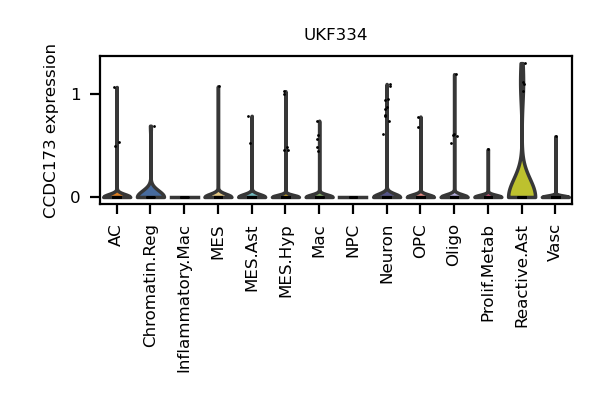 UKF334
CCDC173 expression
1
0
AC
Chromatin.Reg
Inflammatory.Mac
MES
MES.Ast
MES.Hyp
Mac
NPC
Neuron
OPC
Oligo
Prolif.Metab
Reactive.Ast
Vasc